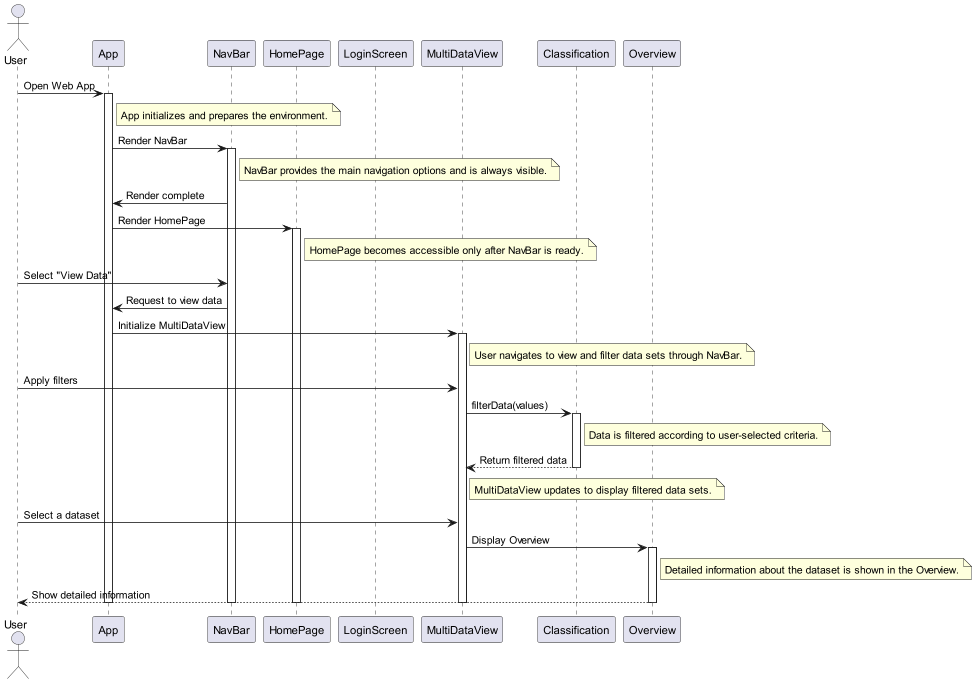 User
App
NavBar
HomePage
LoginScreen
MultiDataView
Classification
Overview
Open Web App
App initializes and prepares the environment.
Render NavBar
NavBar provides the main navigation options and is always visible.
Render complete
Render HomePage
HomePage becomes accessible only after NavBar is ready.
Select "View Data"
Request to view data
Initialize MultiDataView
User navigates to view and filter data sets through NavBar.
Apply filters
filterData(values)
Data is filtered according to user-selected criteria.
Return filtered data
MultiDataView updates to display filtered data sets.
Select a dataset
Display Overview
Detailed information about the dataset is shown in the Overview.
Show detailed information
User
App
NavBar
HomePage
LoginScreen
MultiDataView
Classification
Overview